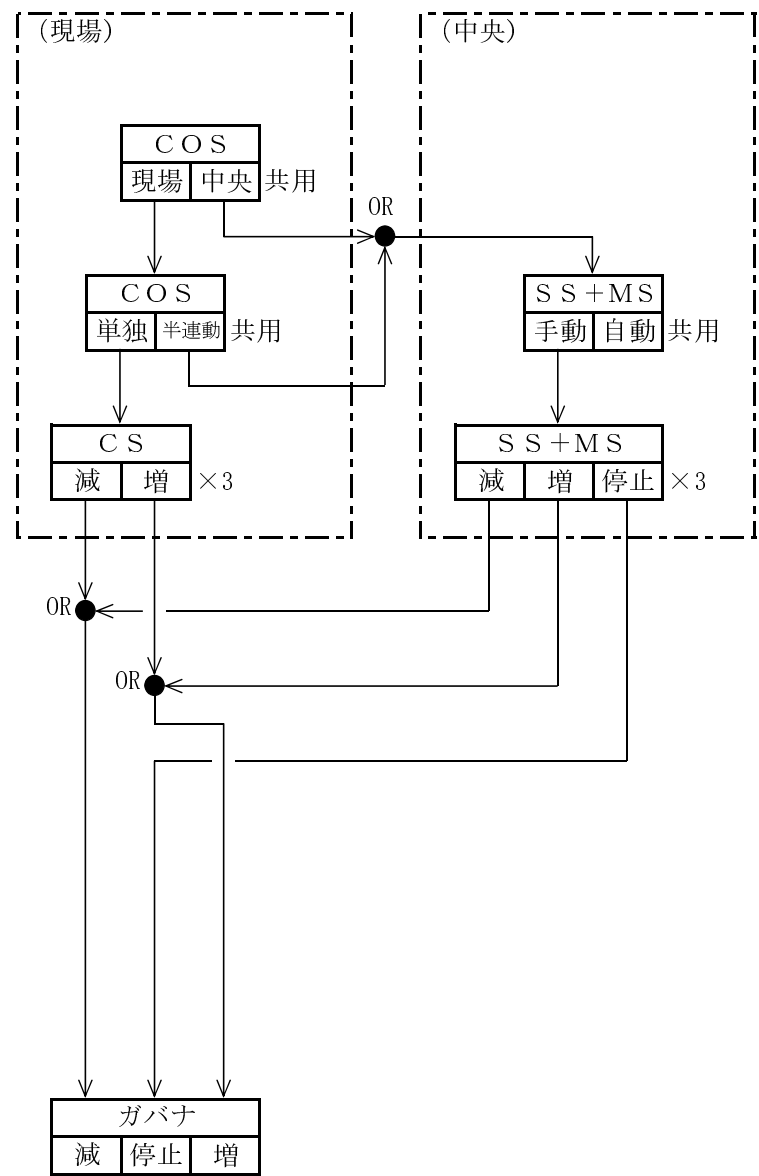 （現場）
（中央）
ＣＯＳ
現場 中央 共用
OR
ＣＯＳ
単独 半連動 共用
ＳＳ＋ＭＳ
手動 自動 共用
ＣＳ
減 増 ×3
ＳＳ＋ＭＳ
減 増 停止 ×3
OR
OR
ガバナ
減 停止 増